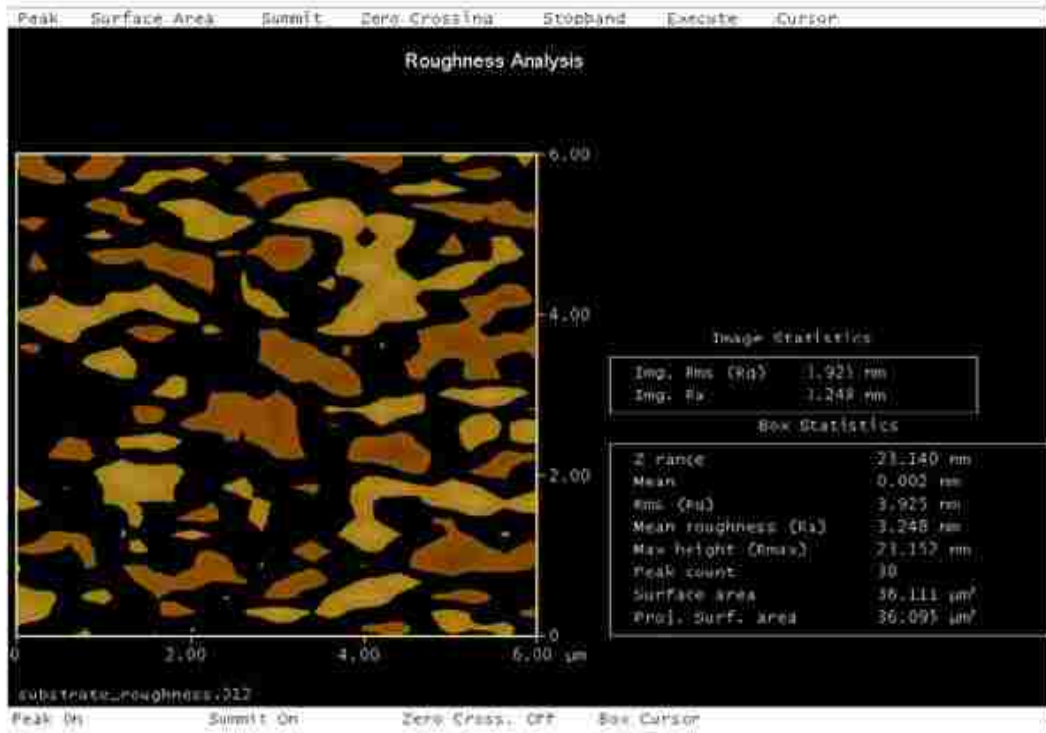 Peak Surface Area Summit Zero Crossing Stopband Execute Cursor
Roughness Analysis
6.00
4.00
2.00
0
0 2.00 4.00 6.00 µm
Image Statistics
Img. Rms (Rq) 3.925 nm
Img. Ra 3.248 nm
Box Statistics
Z range 23.140 nm
Mean 0.002 nm
Rms (Rq) 3.925 nm
Mean roughness (Ra) 3.248 nm
Max height (Rmax) 23.152 nm
Peak count 30
Surface area 36.111 µm²
Proj. Surf. area 36.095 µm²
substrate_roughness.312
Peak On Summit On Zero Cross. Off Box Cursor